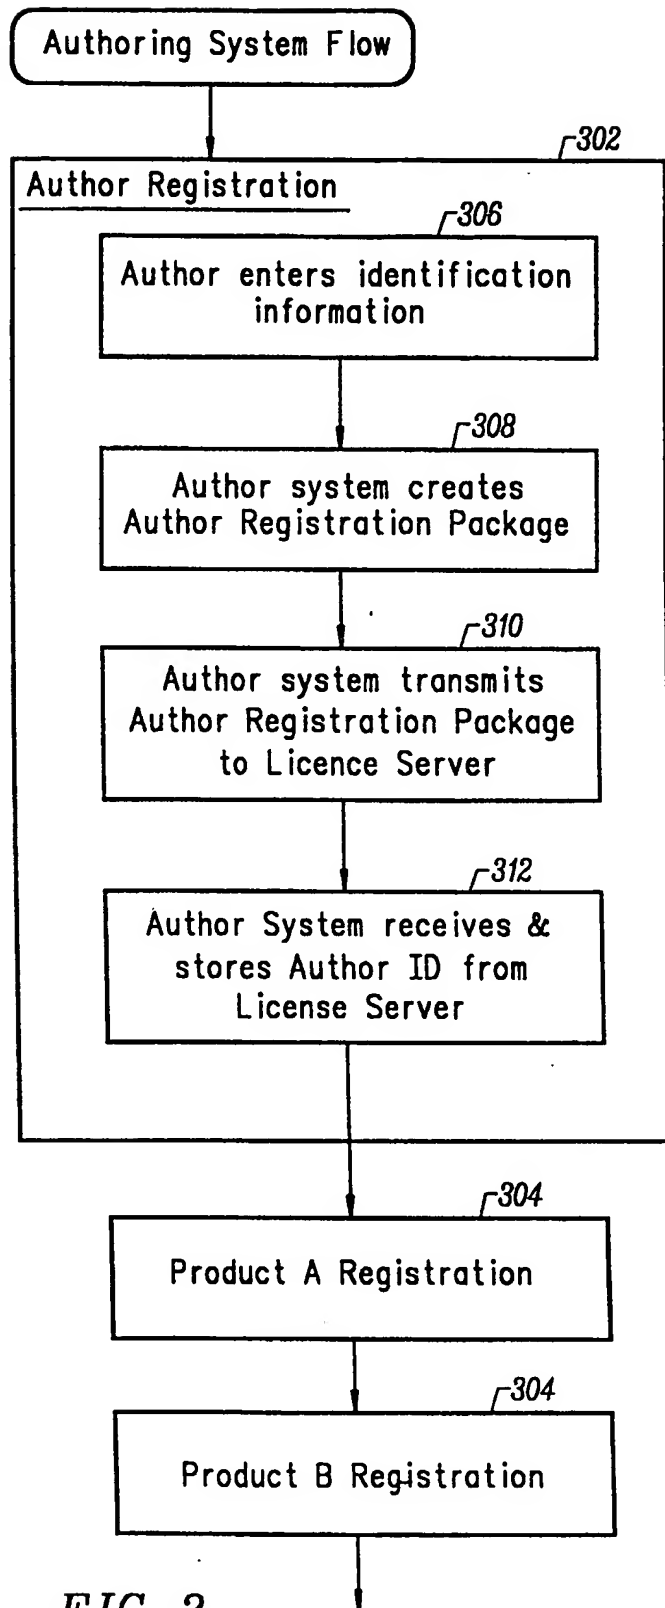 Authoring System Flow
302
Author Registration
306
Author enters identification
information
308
Author system creates
Author Registration Package
310
Author system transmits
Author Registration Package
to Licence Server
312
Author System receives &
stores Author ID from
License Server
304
Product A Registration
304
Product B Registration
FIG.